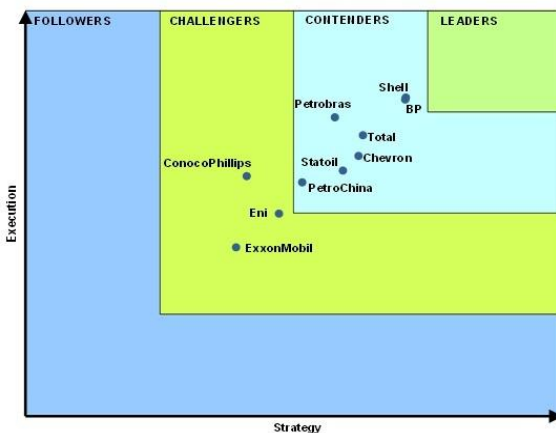 FOLLOWERS
CHALLENGERS
CONTENDERS
LEADERS
Shell
BP
Petrobras
Total
Chevron
Statoil
ConocoPhillips
PetroChina
Eni
ExxonMobil
Execution
Strategy